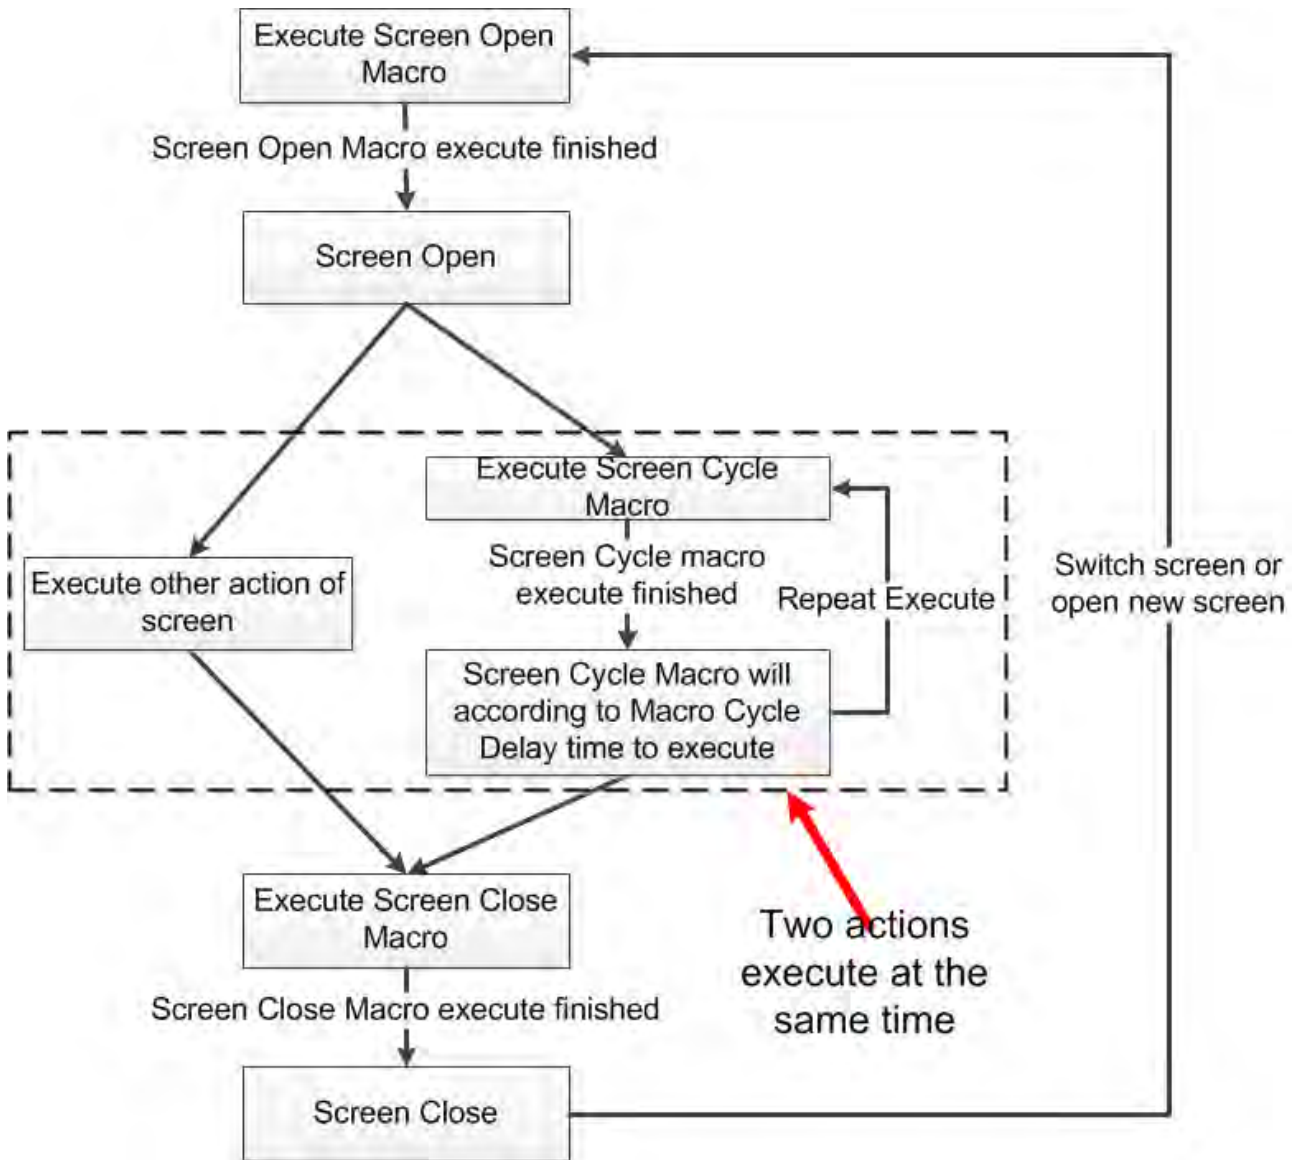 Execute Screen Open
Macro
Screen Open Macro execute finished
Screen Open
Execute Screen Cycle
Macro
Screen Cycle macro
execute finished
Repeat Execute
Execute other action of
screen
Switch screen or
open new screen
Screen Cycle Macro will
according to Macro Cycle
Delay time to execute
Execute Screen Close
Macro
Two actions
execute at the
same time
Screen Close Macro execute finished
Screen Close